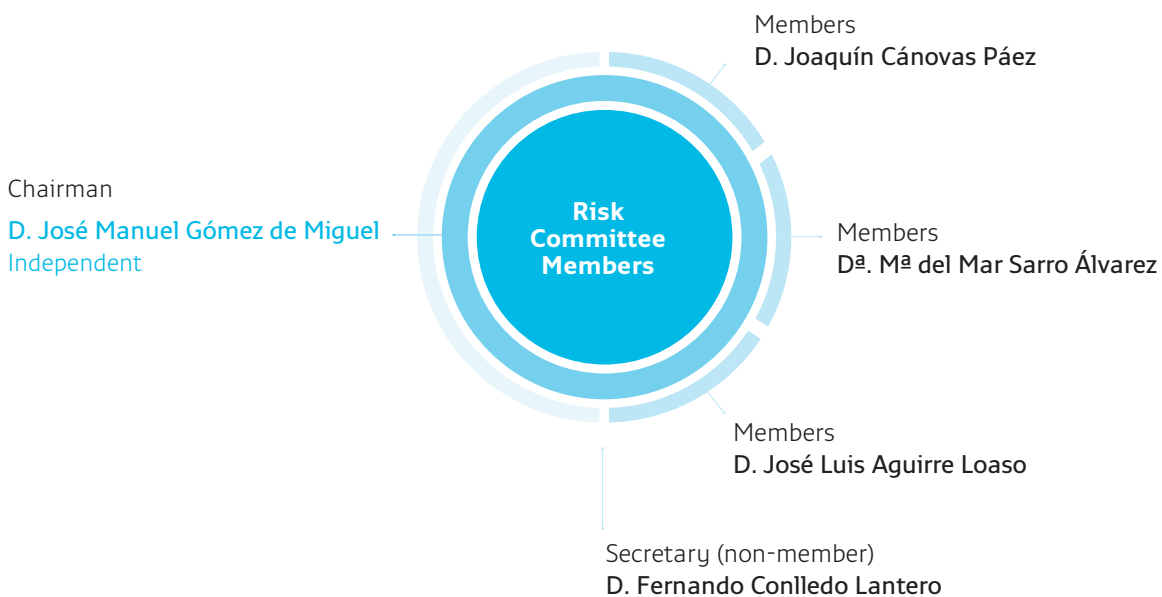 Members
D. Joaquín Cánovas Páez
Chairman
D. José Manuel Gómez de Miguel
Independent
Risk
Committee
Members
Members
Dª. Mª del Mar Sarro Álvarez
Members
D. José Luis Aguirre Loaso
Secretary (non-member)
D. Fernando Conlledo Lantero